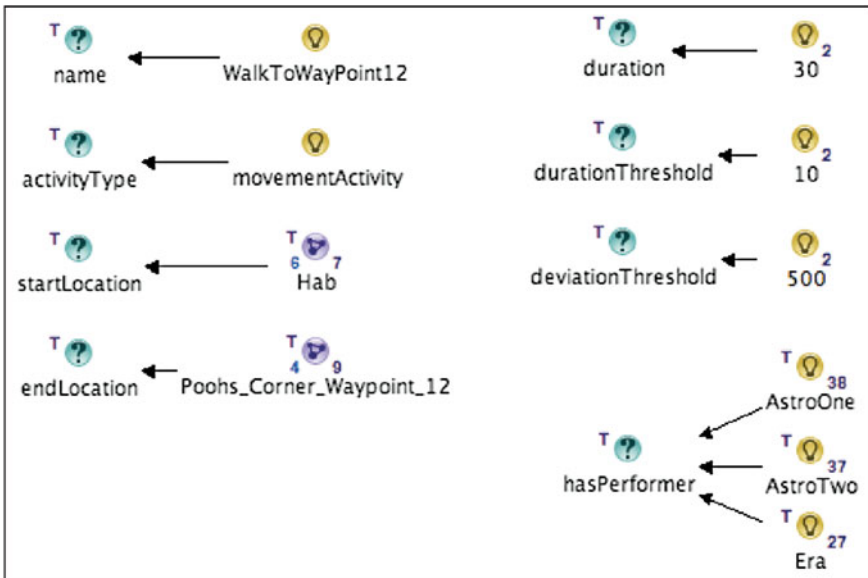 T ?
name
WalkToWayPoint12
T ?
activityType
movementActivity
T ?
startLocation
T
6 7
Hab
T ?
endLocation
T
4 9
Poohs_Corner_Waypoint_12
T ?
duration
2
30
T ?
durationThreshold
2
10
T ?
deviationThreshold
2
500
T ?
hasPerformer
T
38
AstroOne
T
37
AstroTwo
T
27
Era